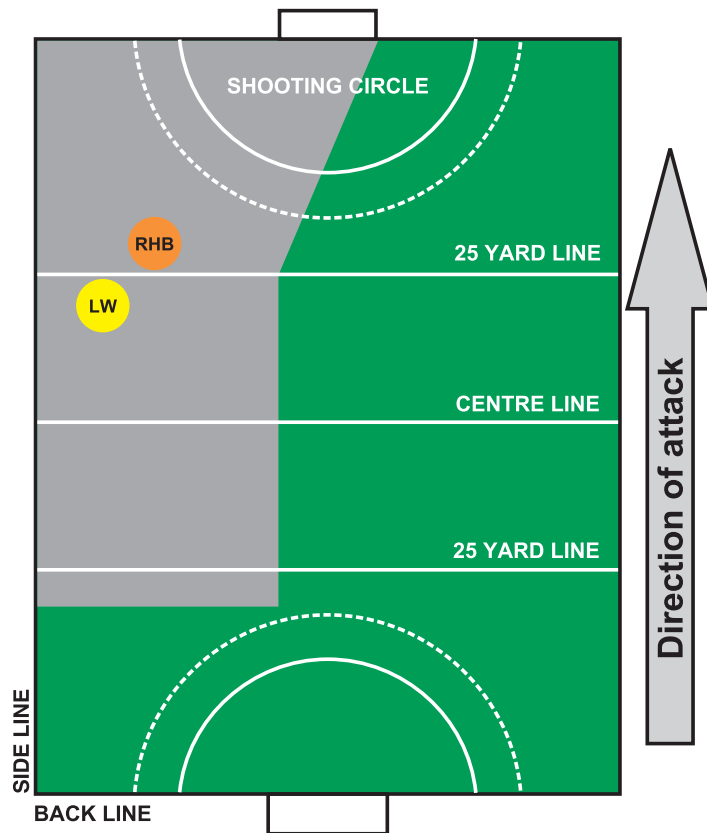 SHOOTING CIRCLE
RHB
25 YARD LINE
LW
CENTRE LINE
25 YARD LINE
Direction of attack
SIDE LINE
BACK LINE